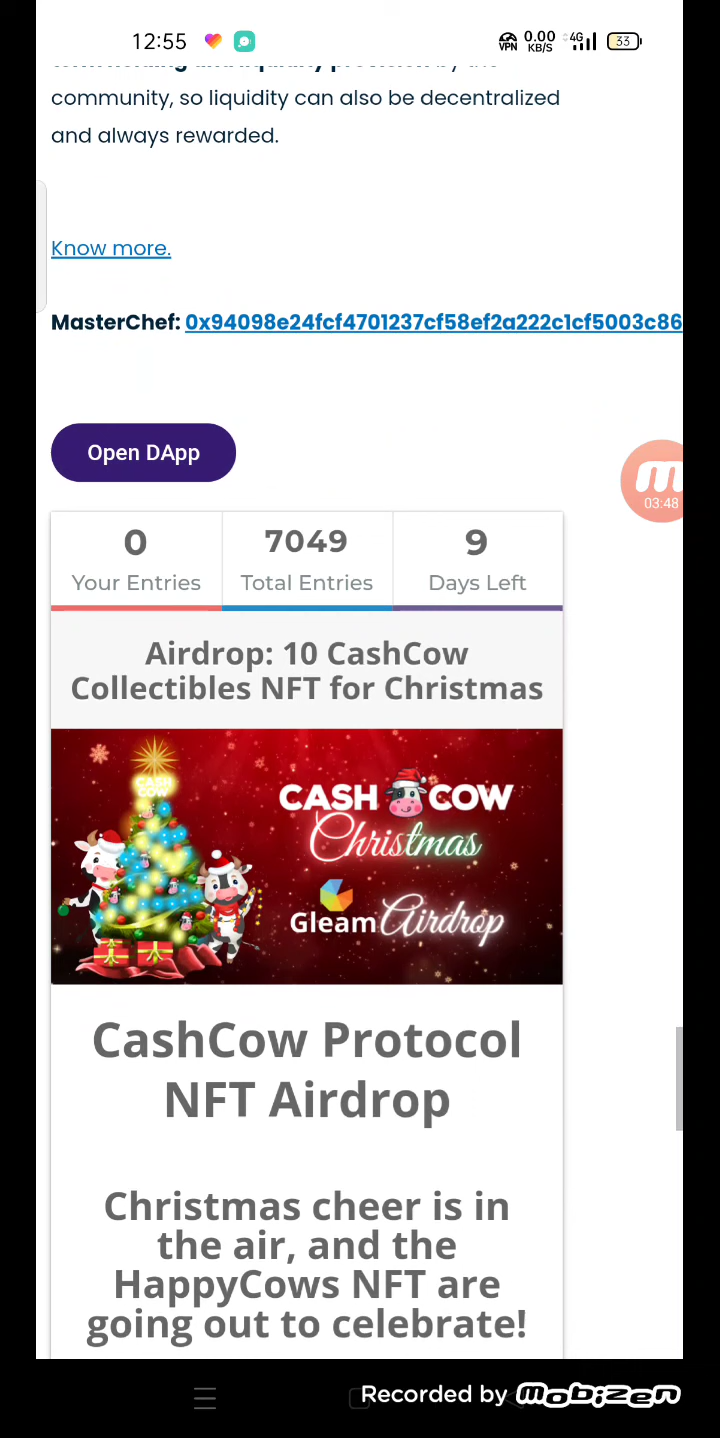 12:55
VPN
0.00
KB/S
4G
33
community, so liquidity can also be decentralized
and always rewarded.
Know more.
MasterChef: 0x94098e24fcf4701237cf58ef2a222c1cf5003c86
Open DApp
03:48
0
7049
9
Your Entries
Total Entries
Days Left
Airdrop: 10 CashCow
Collectibles NFT for Christmas
CASH
COW
CASH COW
Christmas
Gleam Airdrop
CashCow Protocol
NFT Airdrop
Christmas cheer is in
the air, and the
HappyCows NFT are
going out to celebrate!
Recorded by mobizen